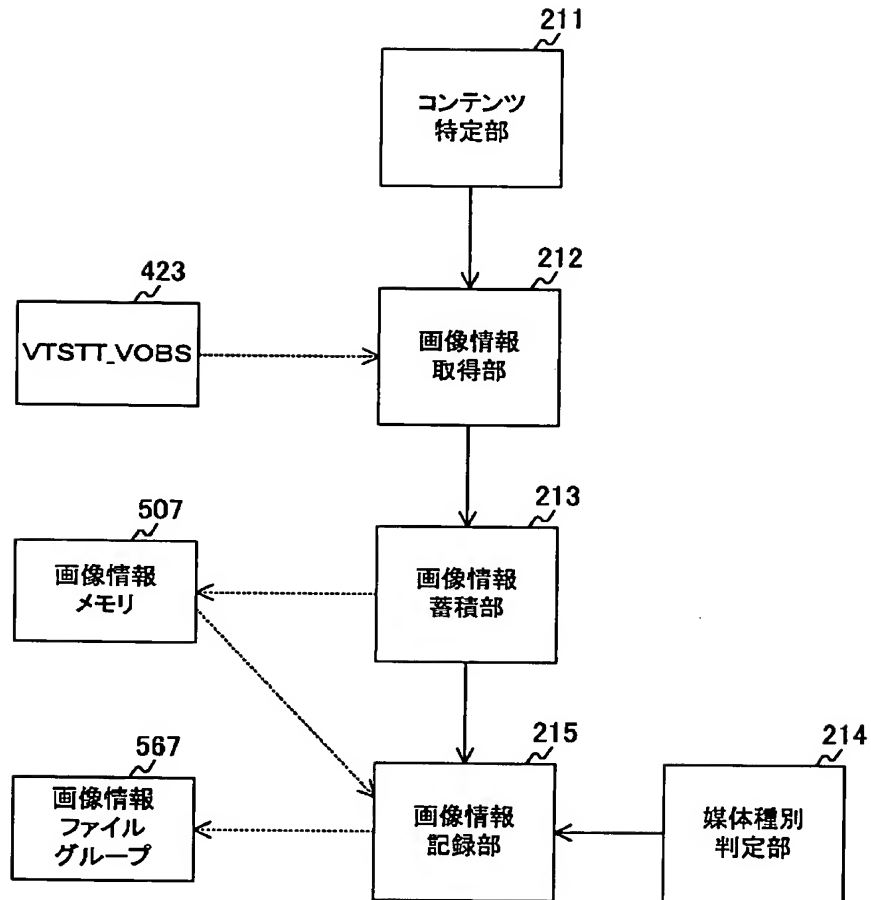 211
コンテンツ
特定部
212
423
VTSTT_VOBS
画像情報
取得部
213
507
画像情報
メモリ
画像情報
蓄積部
215
214
567
画像情報
ファイル
グループ
画像情報
記録部
媒体種別
判定部